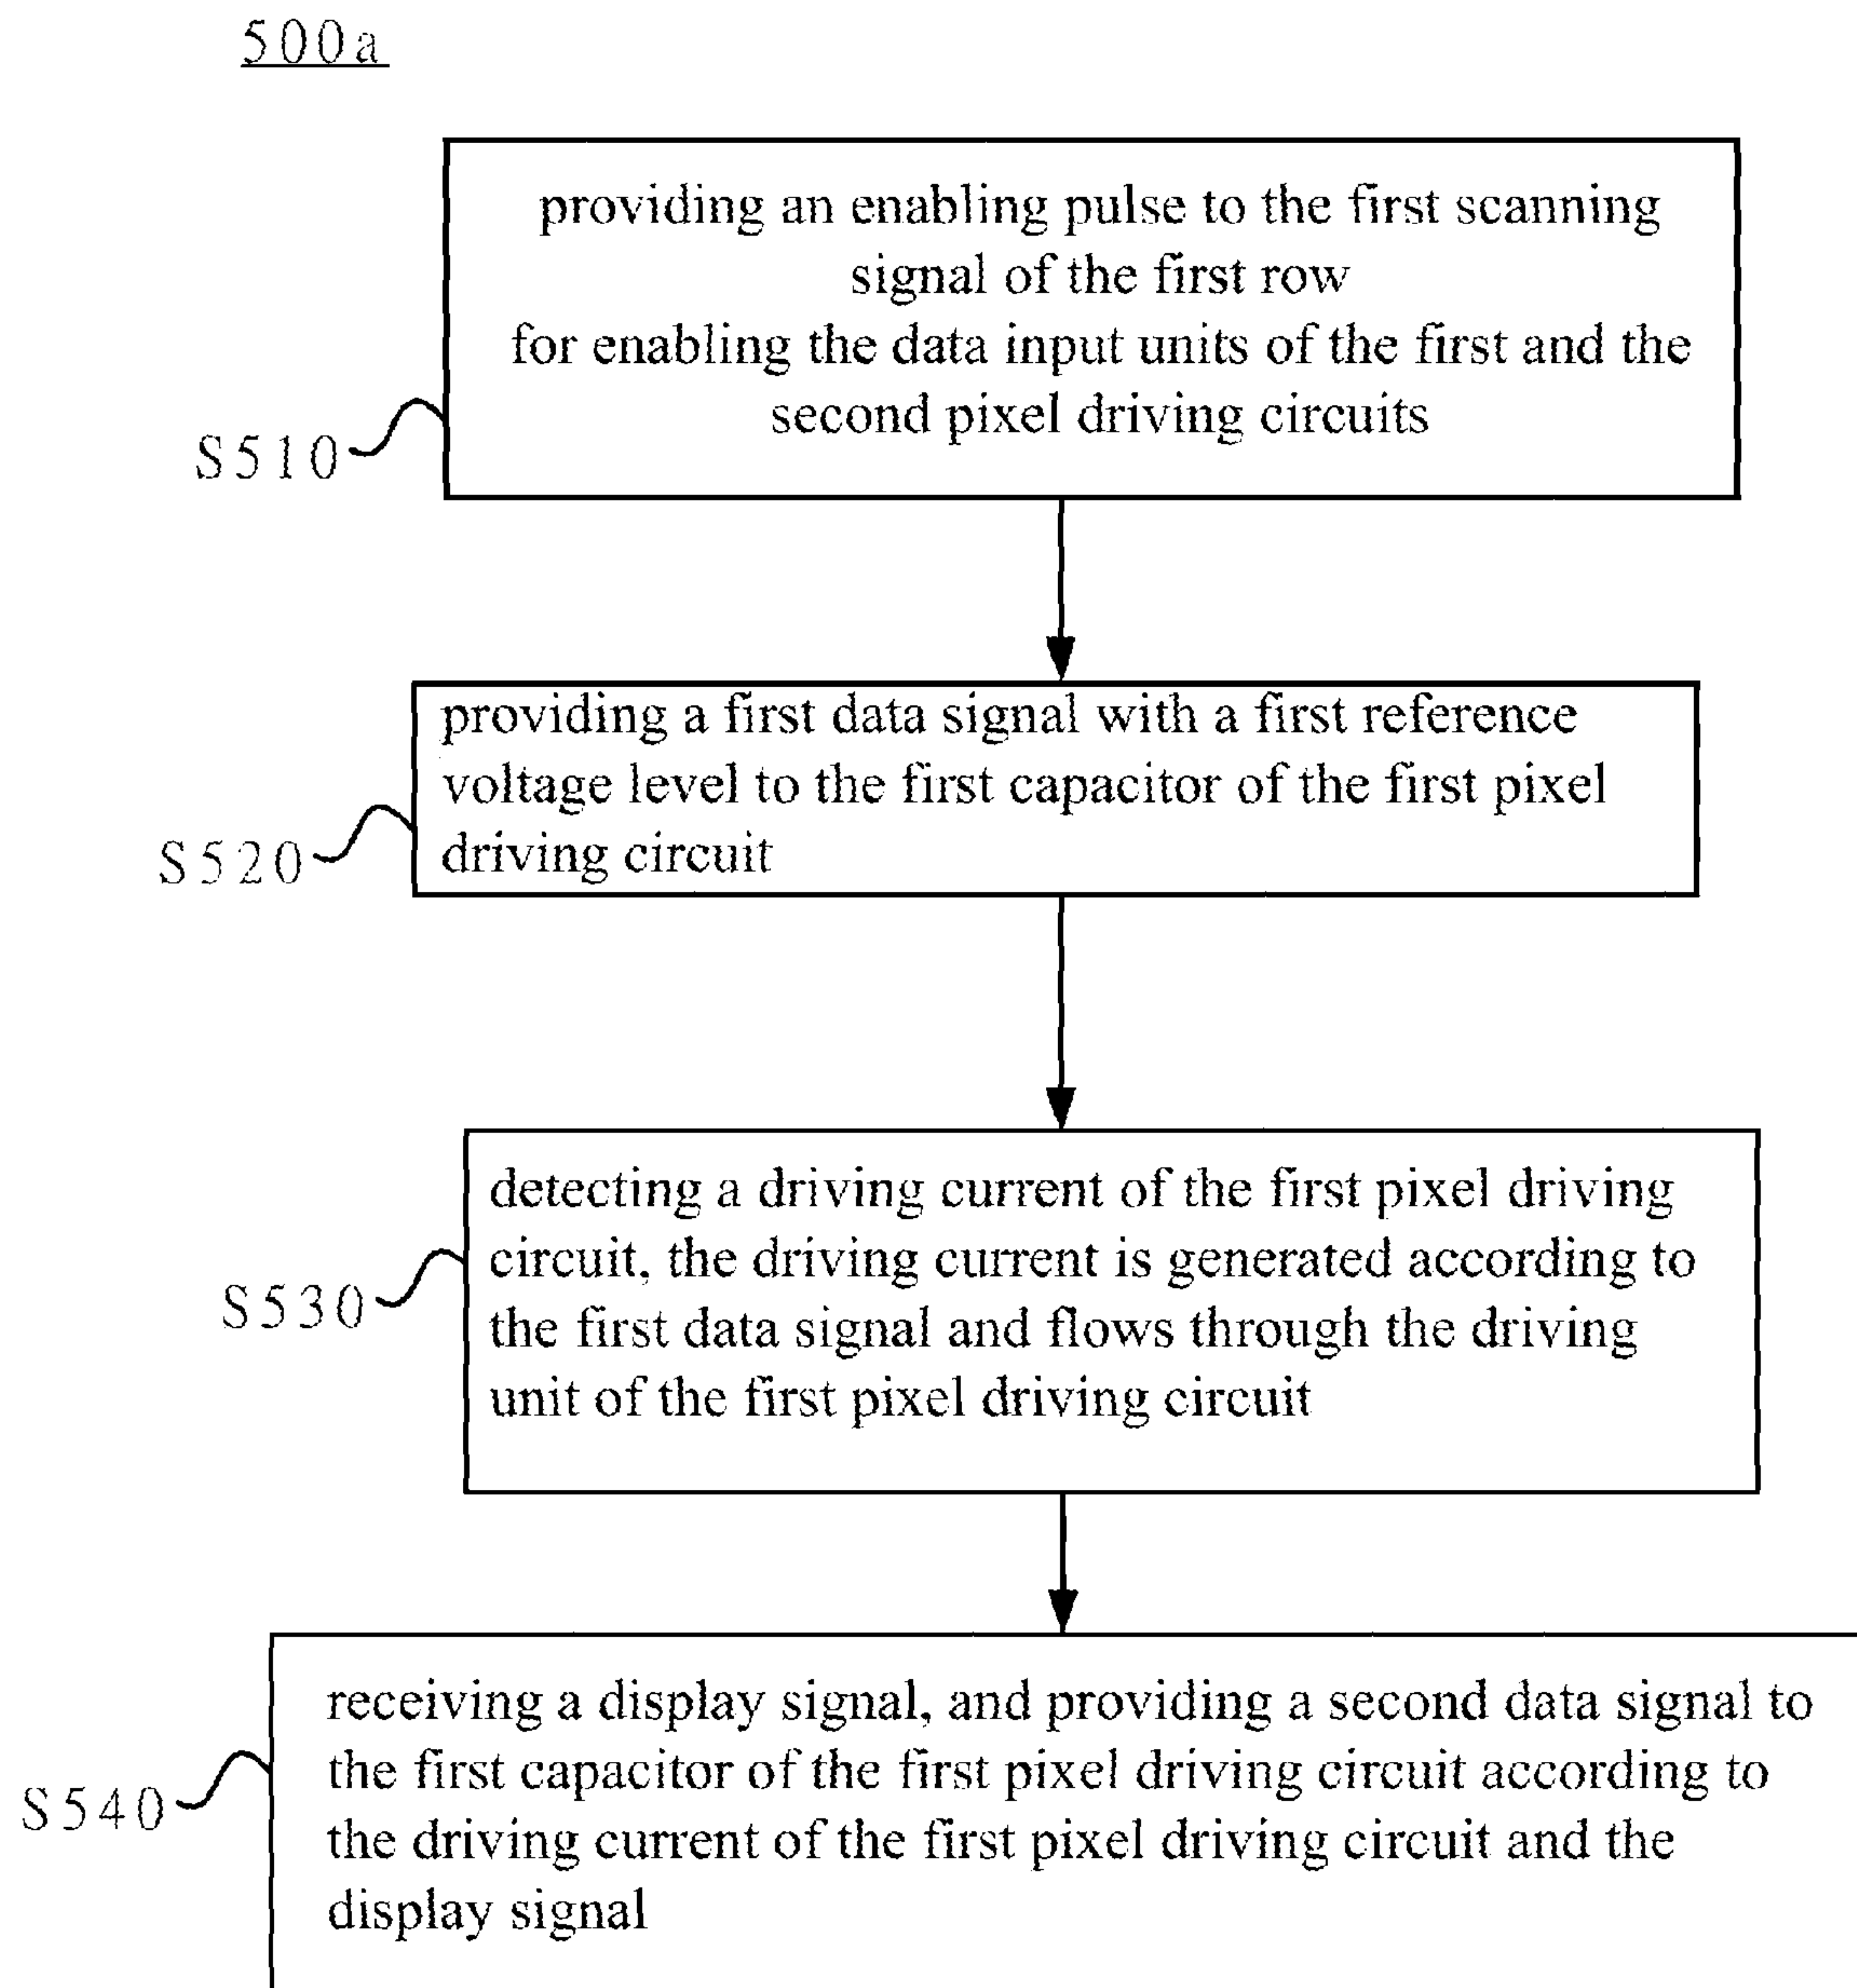 500a
providing an enabling pulse to the first scanning
signal of the first row
for enabling the data input units of the first and the
second pixel driving circuits
S510
providing a first data signal with a first reference
voltage level to the first capacitor of the first pixel
driving circuit
S520
detecting a driving current of the first pixel driving
circuit, the driving current is generated according to
the first data signal and flows through the driving
unit of the first pixel driving circuit
S530
receiving a display signal, and providing a second data signal to
the first capacitor of the first pixel driving circuit according to
the driving current of the first pixel driving circuit and the
display signal
S540